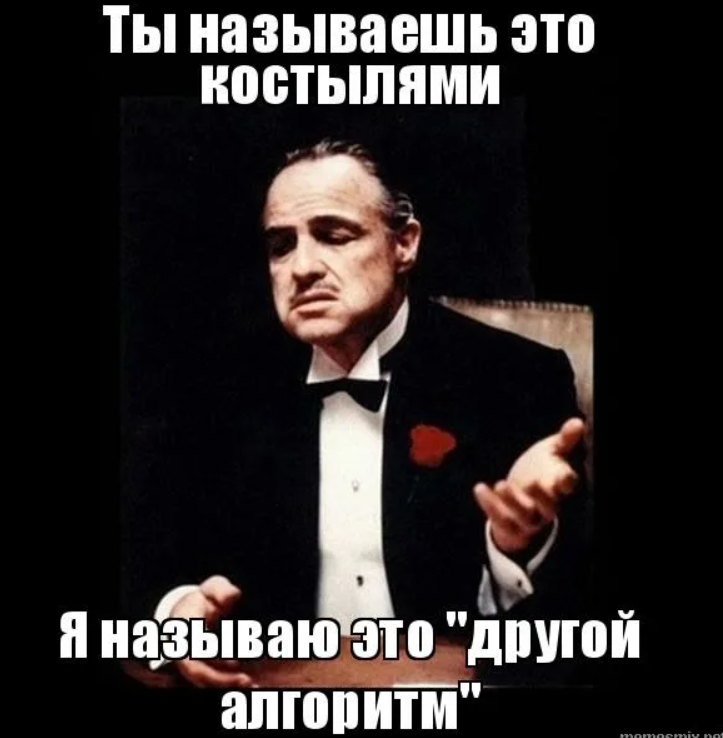 Ты называешь это
костылями
Я называю это "другой
алгоритм"